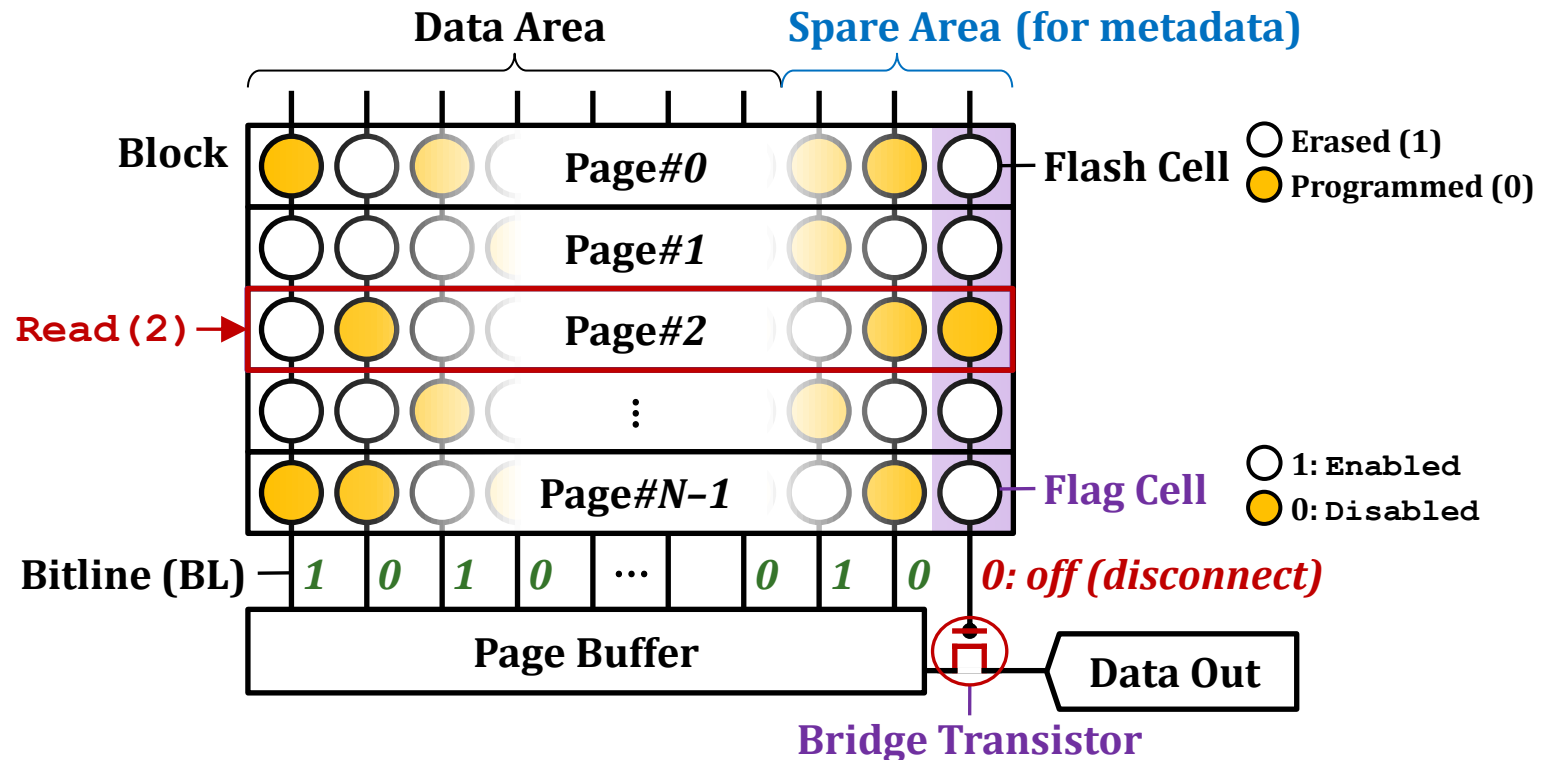 Data Area
Spare Area (for metadata)
Block
Page#0
Flash Cell
Erased (1)
Programmed (0)
Page#1
Read(2)
Page#2
⋮
Page#N–1
Flag Cell
1: Enabled
0: Disabled
Bitline (BL)
1 0 1 0 ··· 0 1 0 0: off (disconnect)
Page Buffer
Data Out
Bridge Transistor